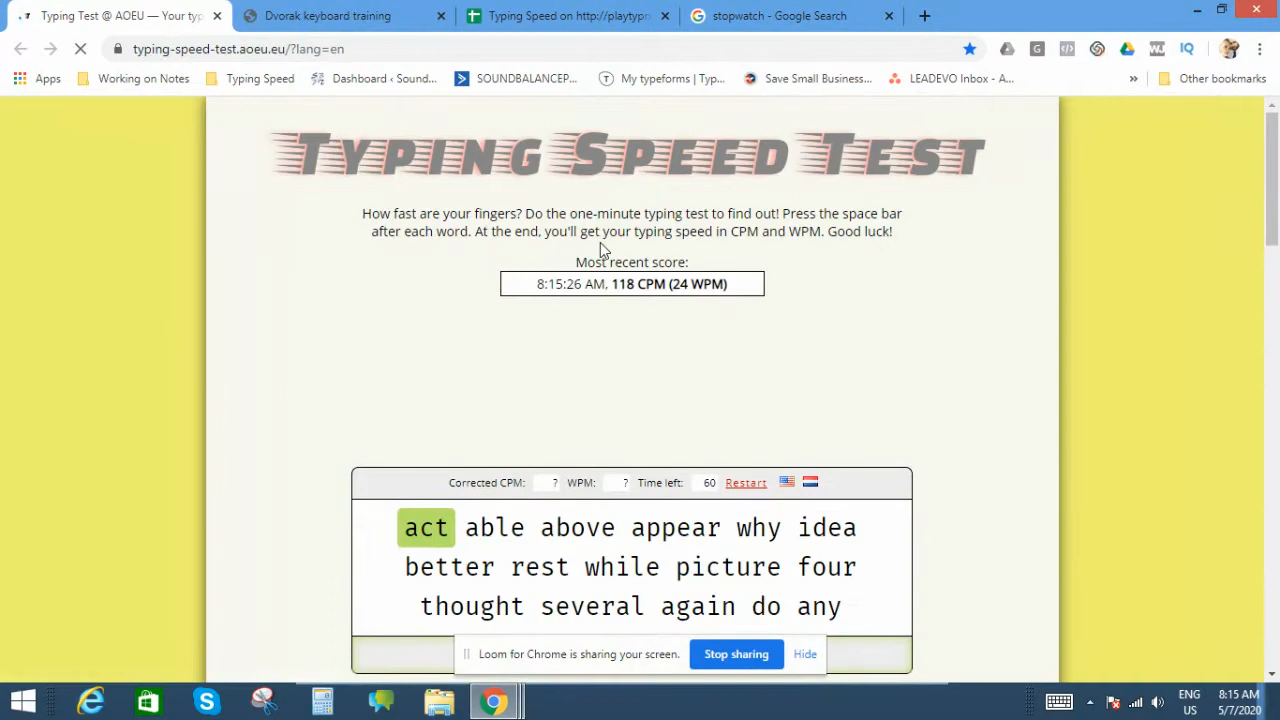 Typing Test @ AOEU — Your typ
Dvorak keyboard training
Typing Speed on http://playtypr
stopwatch - Google Search
typing-speed-test.aoeu.eu/?lang=en
Apps
Working on Notes
Typing Speed
Dashboard ‹ Sound...
SOUNDBALANCEP...
My typeforms | Typ...
Save Small Business...
LEADEVO Inbox - A...
»
Other bookmarks
Typing Speed Test
How fast are your fingers? Do the one-minute typing test to find out! Press the space bar
after each word. At the end, you'll get your typing speed in CPM and WPM. Good luck!
Most recent score:
8:15:26 AM, 118 CPM (24 WPM)
Corrected CPM: ? WPM: ? Time left: 60 Restart
act able above appear why idea
better rest while picture four
thought several again do any
Loom for Chrome is sharing your screen. Stop sharing Hide
ENG 8:15 AM
US 5/7/2020